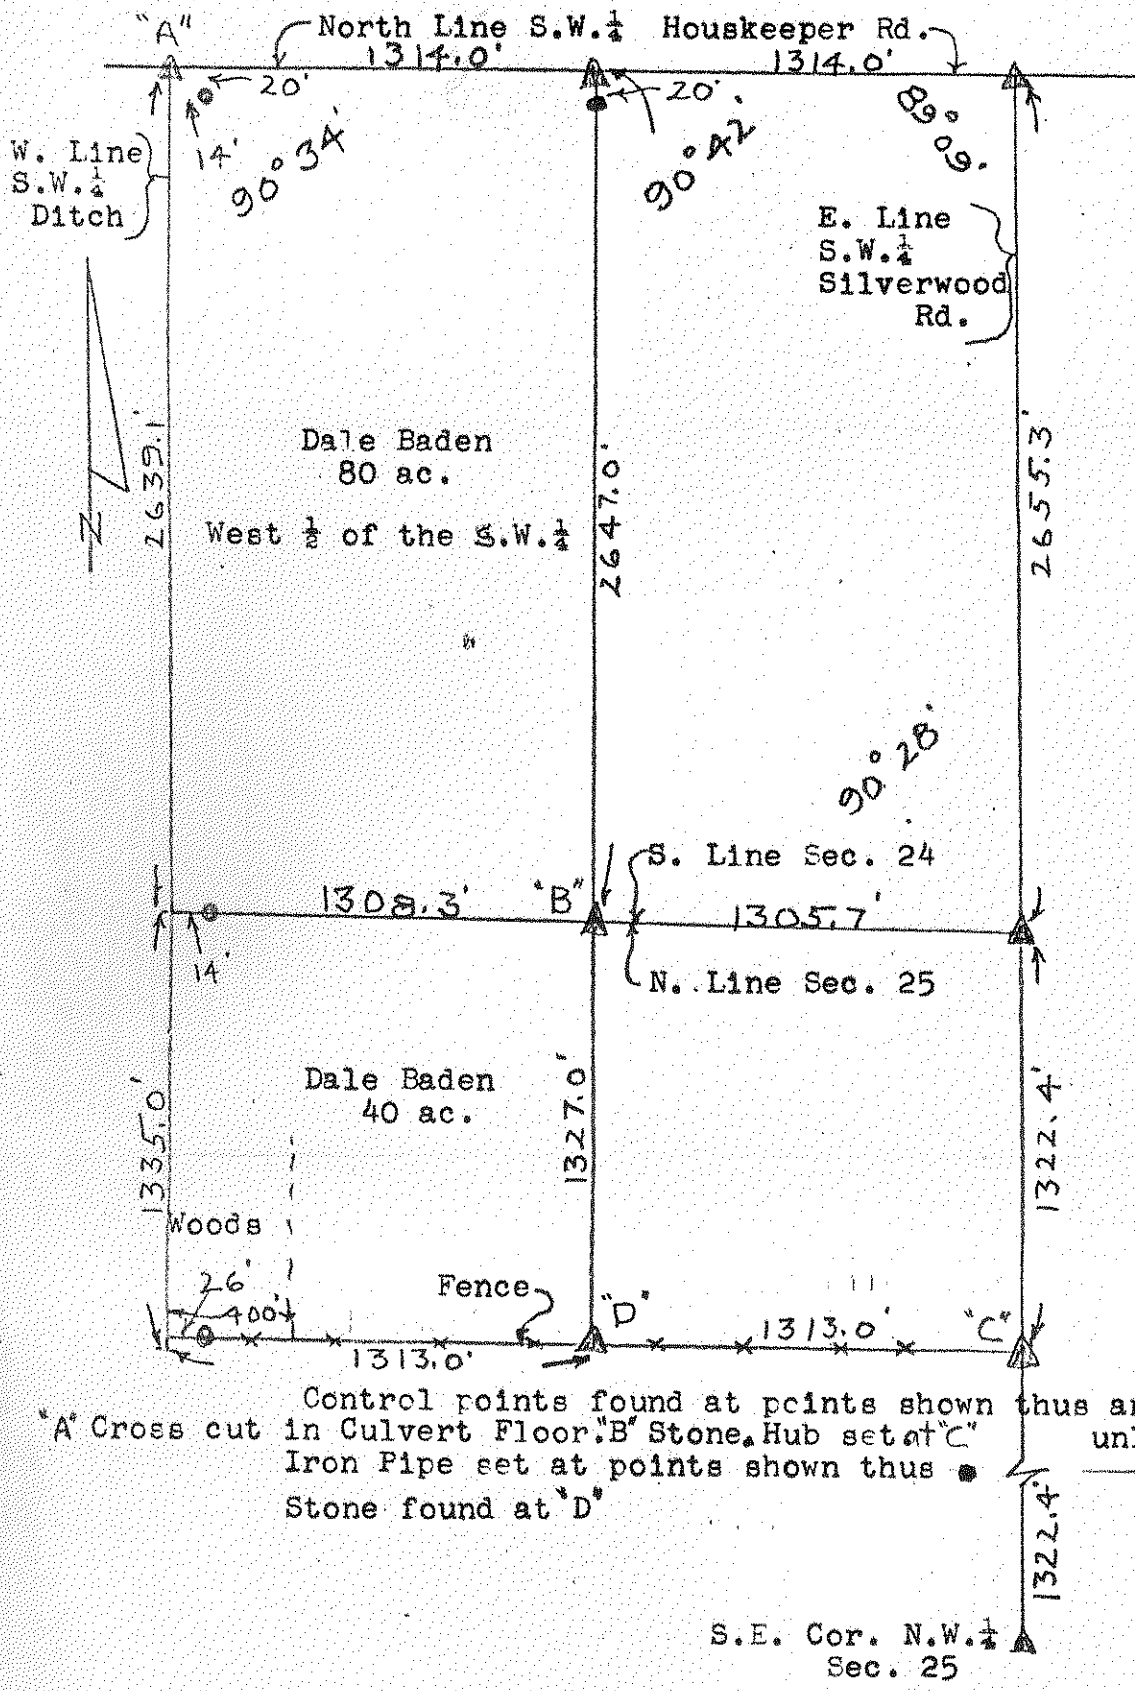 "A"
North Line S.W.¼ Houskeeper Rd.
1314.0'
1314.0'
20'
20'
14'
90°34'
90°42'
89°09'
W. Line
S.W.¼
Ditch
E. Line
S.W.¼
Silverwood
Rd.
N
2639.1'
Dale Baden
80 ac.
West ½ of the S.W.¼
2647.0'
2655.3'
90°28'
S. Line Sec. 24
1308.3'
"B"
1305.7'
14'
N. Line Sec. 25
1335.0'
Dale Baden
40 ac.
1327.0'
1322.4'
Woods
26'
400'
Fence
"D"
1313.0'
1313.0'
"C"
Control points found at points shown thus
"A" Cross cut in Culvert Floor. "B" Stone. Hub set at "C"
Iron Pipe set at points shown thus
Stone found at "D"
1322.4'
S.E. Cor. N.W.¼
Sec. 25